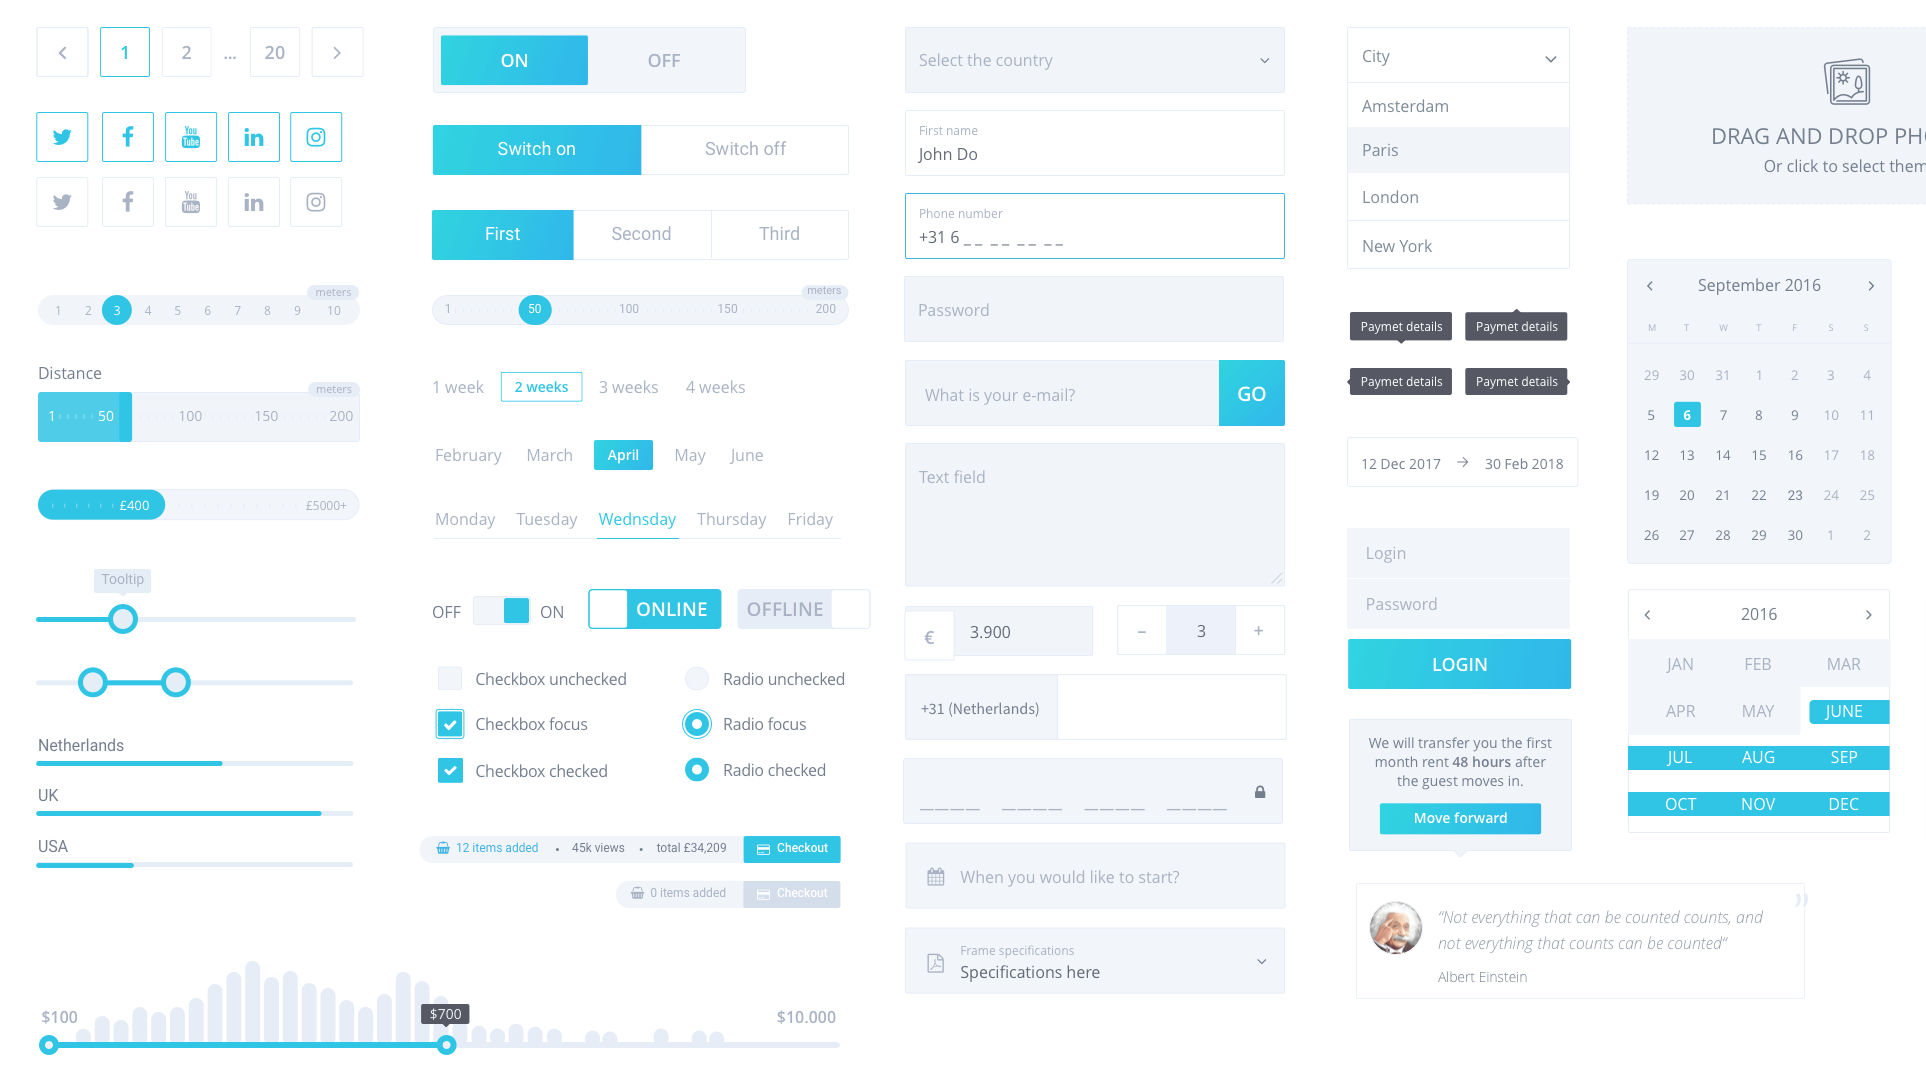 1 2 ... 20
You Tube in
You Tube in
meters
1 2 3 4 5 6 7 8 9 10
Distance
meters
1 50 100 150 200
£400 £5000+
Tooltip
Netherlands
UK
USA
ON OFF
Switch on Switch off
First Second Third
meters
1 50 100 150 200
1 week 2 weeks 3 weeks 4 weeks
February March April May June
Monday Tuesday Wednsday Thursday Friday
OFF ON ONLINE OFFLINE
Checkbox unchecked Radio unchecked
Checkbox focus Radio focus
Checkbox checked Radio checked
12 items added • 45k views • total £34,209 Checkout
0 items added Checkout
$100 $700 $10.000
Select the country
First name
John Do
Phone number
+31 6 _ _ _ _ _ _ _ _
Password
What is your e-mail? GO
Text field
€ 3.900 – 3 +
+31 (Netherlands)
____ ____ ____ ____
When you would like to start?
Frame specifications
Specifications here
City
Amsterdam
Paris
London
New York
Paymet details Paymet details
Paymet details Paymet details
12 Dec 2017 → 30 Feb 2018
Login
Password
LOGIN
We will transfer you the first
month rent 48 hours after
the guest moves in.
Move forward
“Not everything that can be counted counts, and
not everything that counts can be counted“
Albert Einstein
”
DRAG AND DROP PHO
Or click to select them
September 2016
M T W T F S S
29 30 31 1 2 3 4
5 6 7 8 9 10 11
12 13 14 15 16 17 18
19 20 21 22 23 24 25
26 27 28 29 30 1 2
2016
JAN FEB MAR
APR MAY JUNE
JUL AUG SEP
OCT NOV DEC